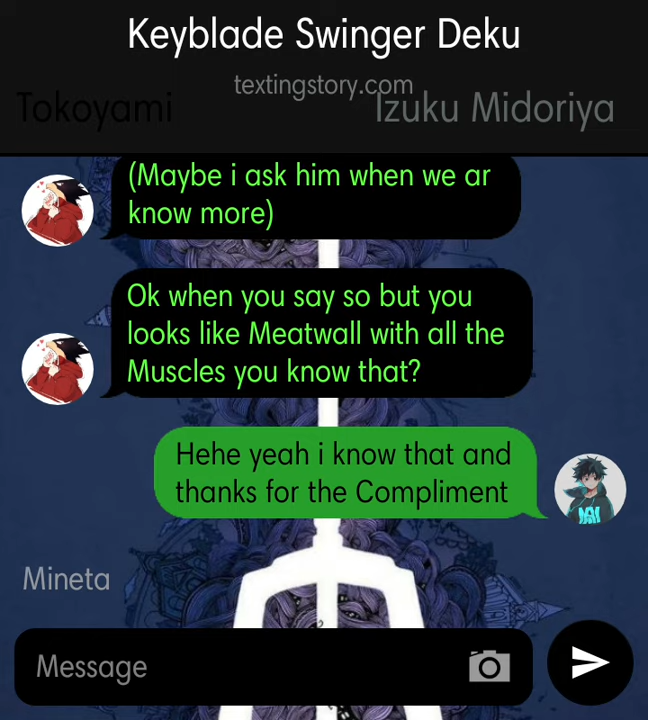 Keyblade Swinger Deku
textingstory.com
Tokoyami
Izuku Midoriya
(Maybe i ask him when we ar
know more)
Ok when you say so but you
looks like Meatwall with all the
Muscles you know that?
Hehe yeah i know that and
thanks for the Compliment
Mineta
Message